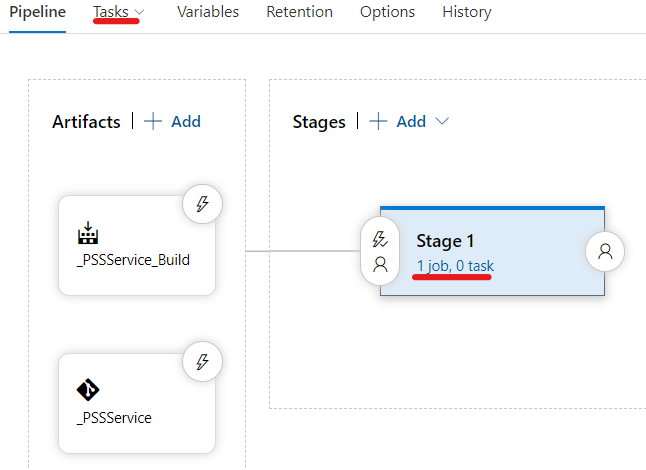 Pipeline Tasks Variables Retention Options History
Artifacts | + Add
Stages | + Add
_PSSService_Build
Stage 1
1 job, 0 task
_PSSService